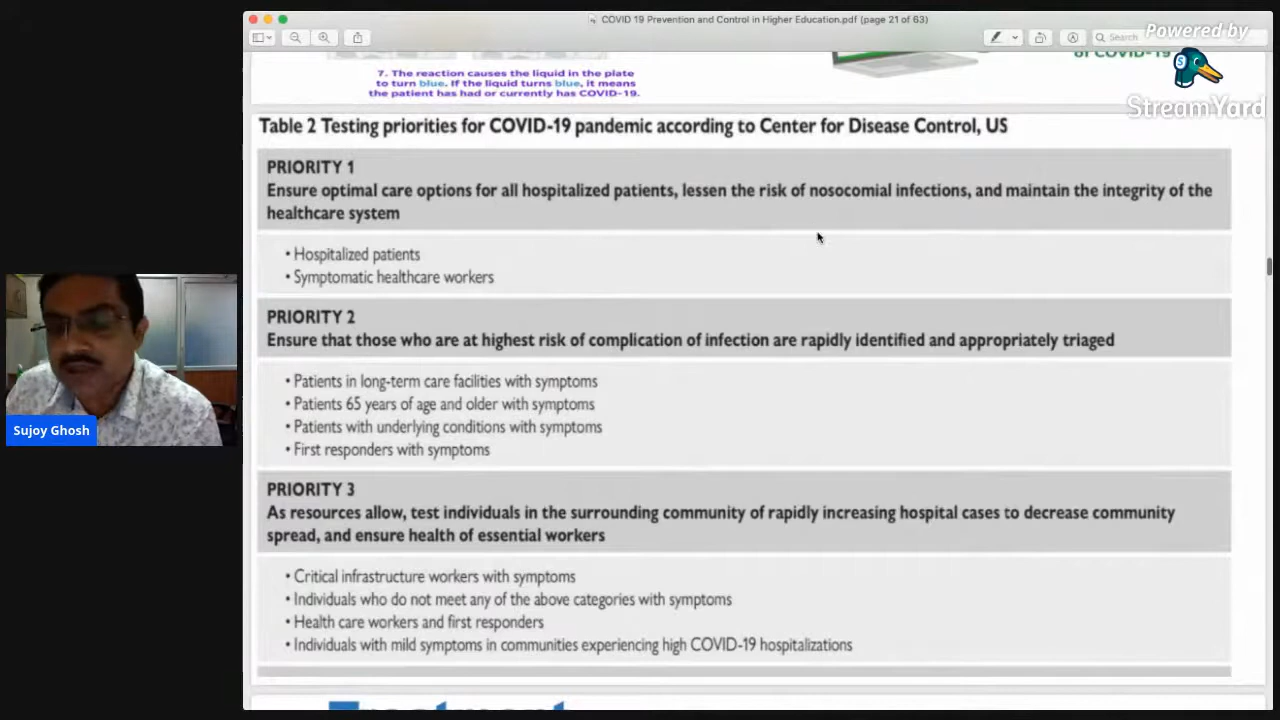 COVID 19 Prevention and Control in Higher Education.pdf (page 21 of 63)
Search
Powered by
StreamYard
of COVID-19
7. The reaction causes the liquid in the plate
to turn blue. If the liquid turns blue, it means
the patient has had or currently has COVID-19.
Table 2 Testing priorities for COVID-19 pandemic according to Center for Disease Control, US
PRIORITY 1
Ensure optimal care options for all hospitalized patients, lessen the risk of nosocomial infections, and maintain the integrity of the
healthcare system
• Hospitalized patients
• Symptomatic healthcare workers
PRIORITY 2
Ensure that those who are at highest risk of complication of infection are rapidly identified and appropriately triaged
• Patients in long-term care facilities with symptoms
• Patients 65 years of age and older with symptoms
• Patients with underlying conditions with symptoms
• First responders with symptoms
PRIORITY 3
As resources allow, test individuals in the surrounding community of rapidly increasing hospital cases to decrease community
spread, and ensure health of essential workers
• Critical infrastructure workers with symptoms
• Individuals who do not meet any of the above categories with symptoms
• Health care workers and first responders
• Individuals with mild symptoms in communities experiencing high COVID-19 hospitalizations
Sujoy Ghosh